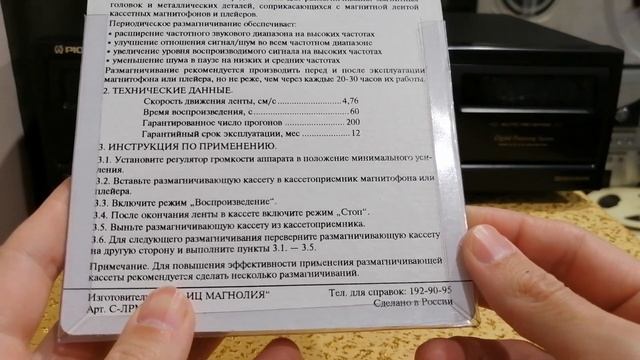 головок и металлических деталей, соприкасающихся с магнитной лентой
кассетных магнитофонов и плейеров.
Периодическое размагничивание обеспечивает:
• расширение частотного звукового диапазона на высоких частотах
• улучшение отношения сигнал/шум во всем частотном диапазоне
• увеличение уровня воспроизводимого сигнала на высоких частотах
• уменьшение шума в паузе на низких и средних частотах
Размагничивание рекомендуется производить перед и после эксплуатации
магнитофона или плейера, но не реже, чем через каждые 20-30 часов их работы.
2. ТЕХНИЧЕСКИЕ ДАННЫЕ.
Скорость движения ленты, см/с ................ 4,76
Время воспроизведения, с ................ 60
Гарантированное число прогонов ................ 200
Гарантийный срок эксплуатации, мес ................ 12
3. ИНСТРУКЦИЯ ПО ПРИМЕНЕНИЮ.
3.1. Установите регулятор громкости аппарата в положение минимального уси-
ления.
3.2. Вставьте размагничивающую кассету в кассетоприемник магнитофона или
плейера.
3.3. Включите режим „Воспроизведение“.
3.4. После окончания ленты в кассете включите режим „Стоп“.
3.5. Выньте размагничивающую кассету из кассетоприемника.
3.6. Для следующего размагничивания переверните размагничивающую кассету
на другую сторону и выполните пункты 3.1. — 3.5.
Примечание. Для повышения эффективности применения размагничивающей
кассеты рекомендуется сделать несколько размагничиваний.
Изготовитель ИЦ МАГНОЛИЯ“ Тел. для справок: 192-90-95
Арт. С-ЛРМ Сделано в России